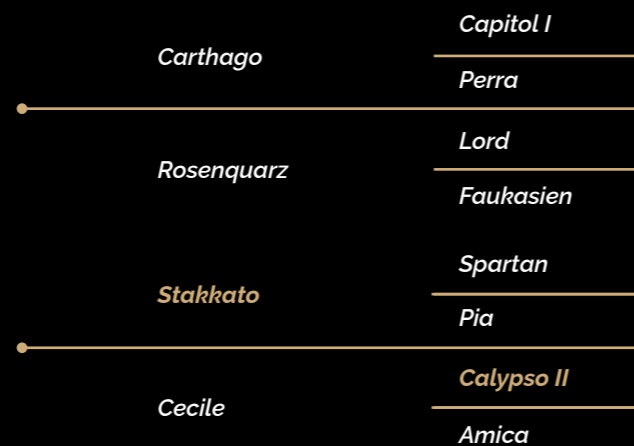 Capitol I
Carthago
Perra
Lord
Rosenquarz
Faukasien
Spartan
Stakkato
Pia
Calypso II
Cecile
Amica